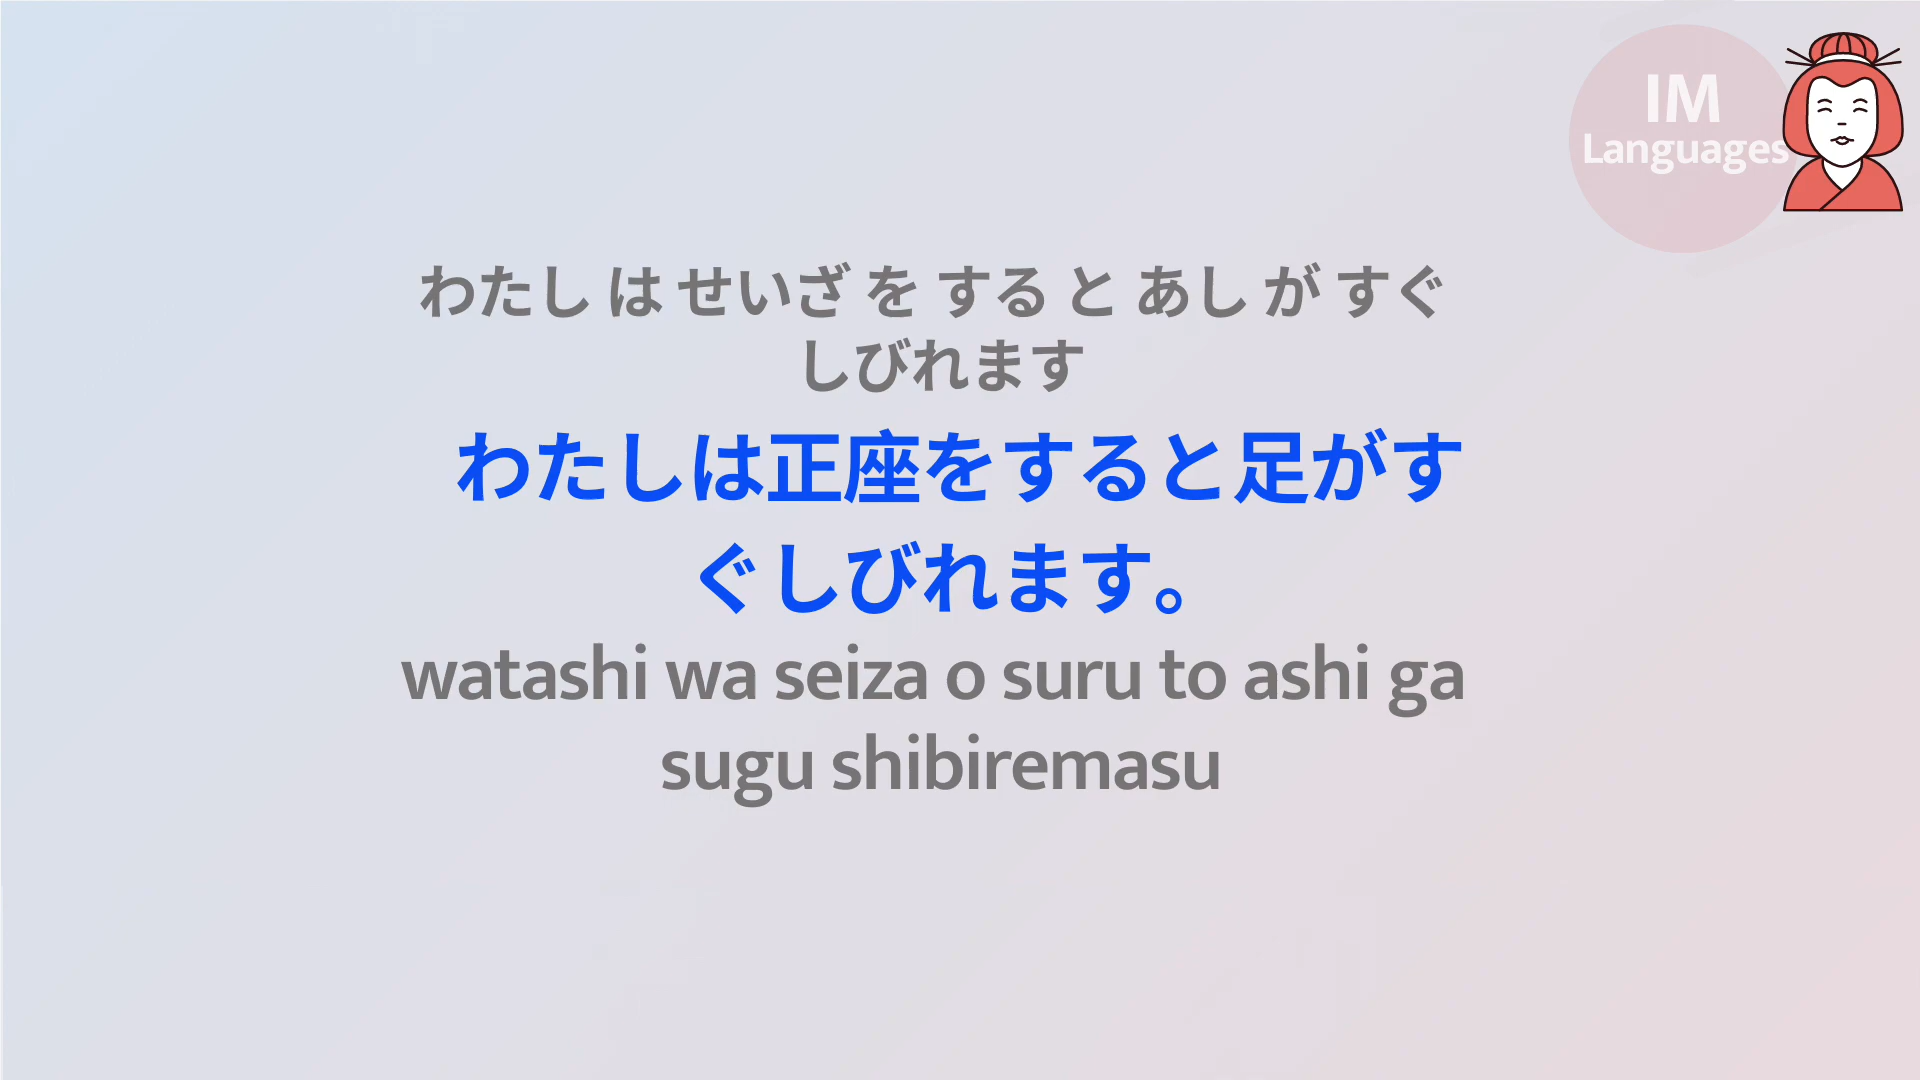 IM
Languages
わたし は せいざ を する と あし が すぐ
しびれます
わたしは正座をすると足がす
ぐしびれます。
watashi wa seiza o suru to ashi ga
sugu shibiremasu